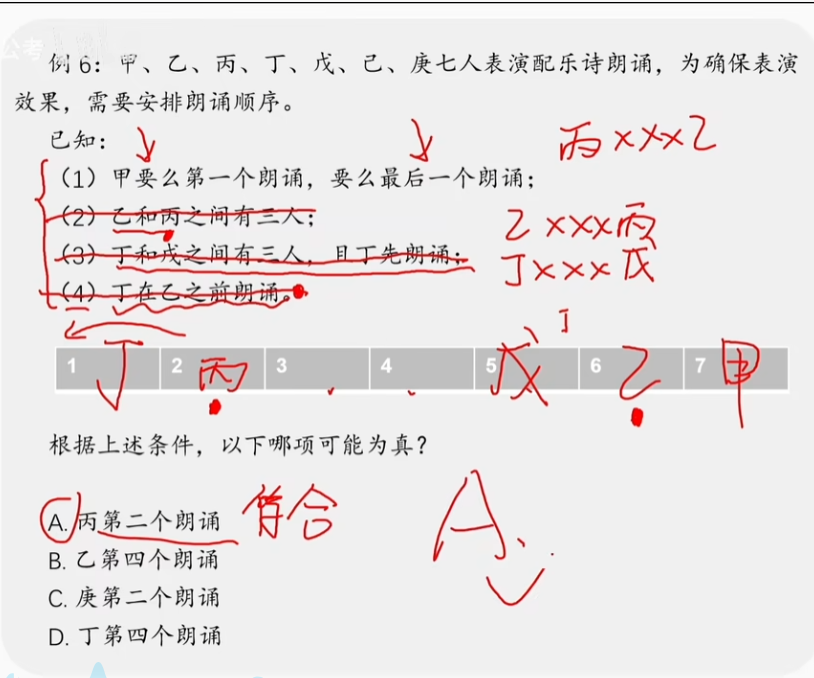 公考
例6：甲、乙、丙、丁、戊、己、庚七人表演配乐诗朗诵，为确保表演
效果，需要安排朗诵顺序。
已知：
丙×××乙
（1）甲要么第一个朗诵，要么最后一个朗诵；
（2）乙和丙之间有三人；
乙×××丙
（3）丁和戊之间有三人，且丁先朗诵；
丁×××戊
（4）丁在乙之前朗诵。
1 丁 2 丙 3 4 5 戊 6 乙 7 甲
根据上述条件，以下哪项可能为真？
A. 丙第二个朗诵 符合 A
B. 乙第四个朗诵
C. 庚第二个朗诵
D. 丁第四个朗诵